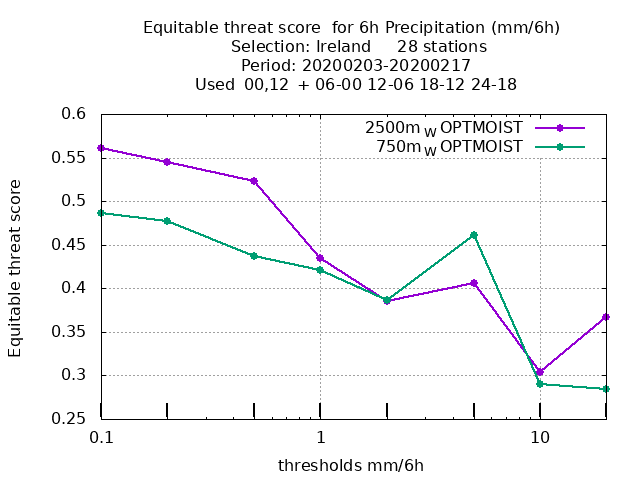 Equitable threat score  for 6h Precipitation (mm/6h)
Selection: Ireland     28 stations
Period: 20200203-20200217
Used  00,12  + 06-00 12-06 18-12 24-18
2500m W OPTMOIST
750m W OPTMOIST
0.6
0.55
0.5
0.45
0.4
0.35
0.3
0.25
Equitable threat score
0.1 1 10
thresholds mm/6h